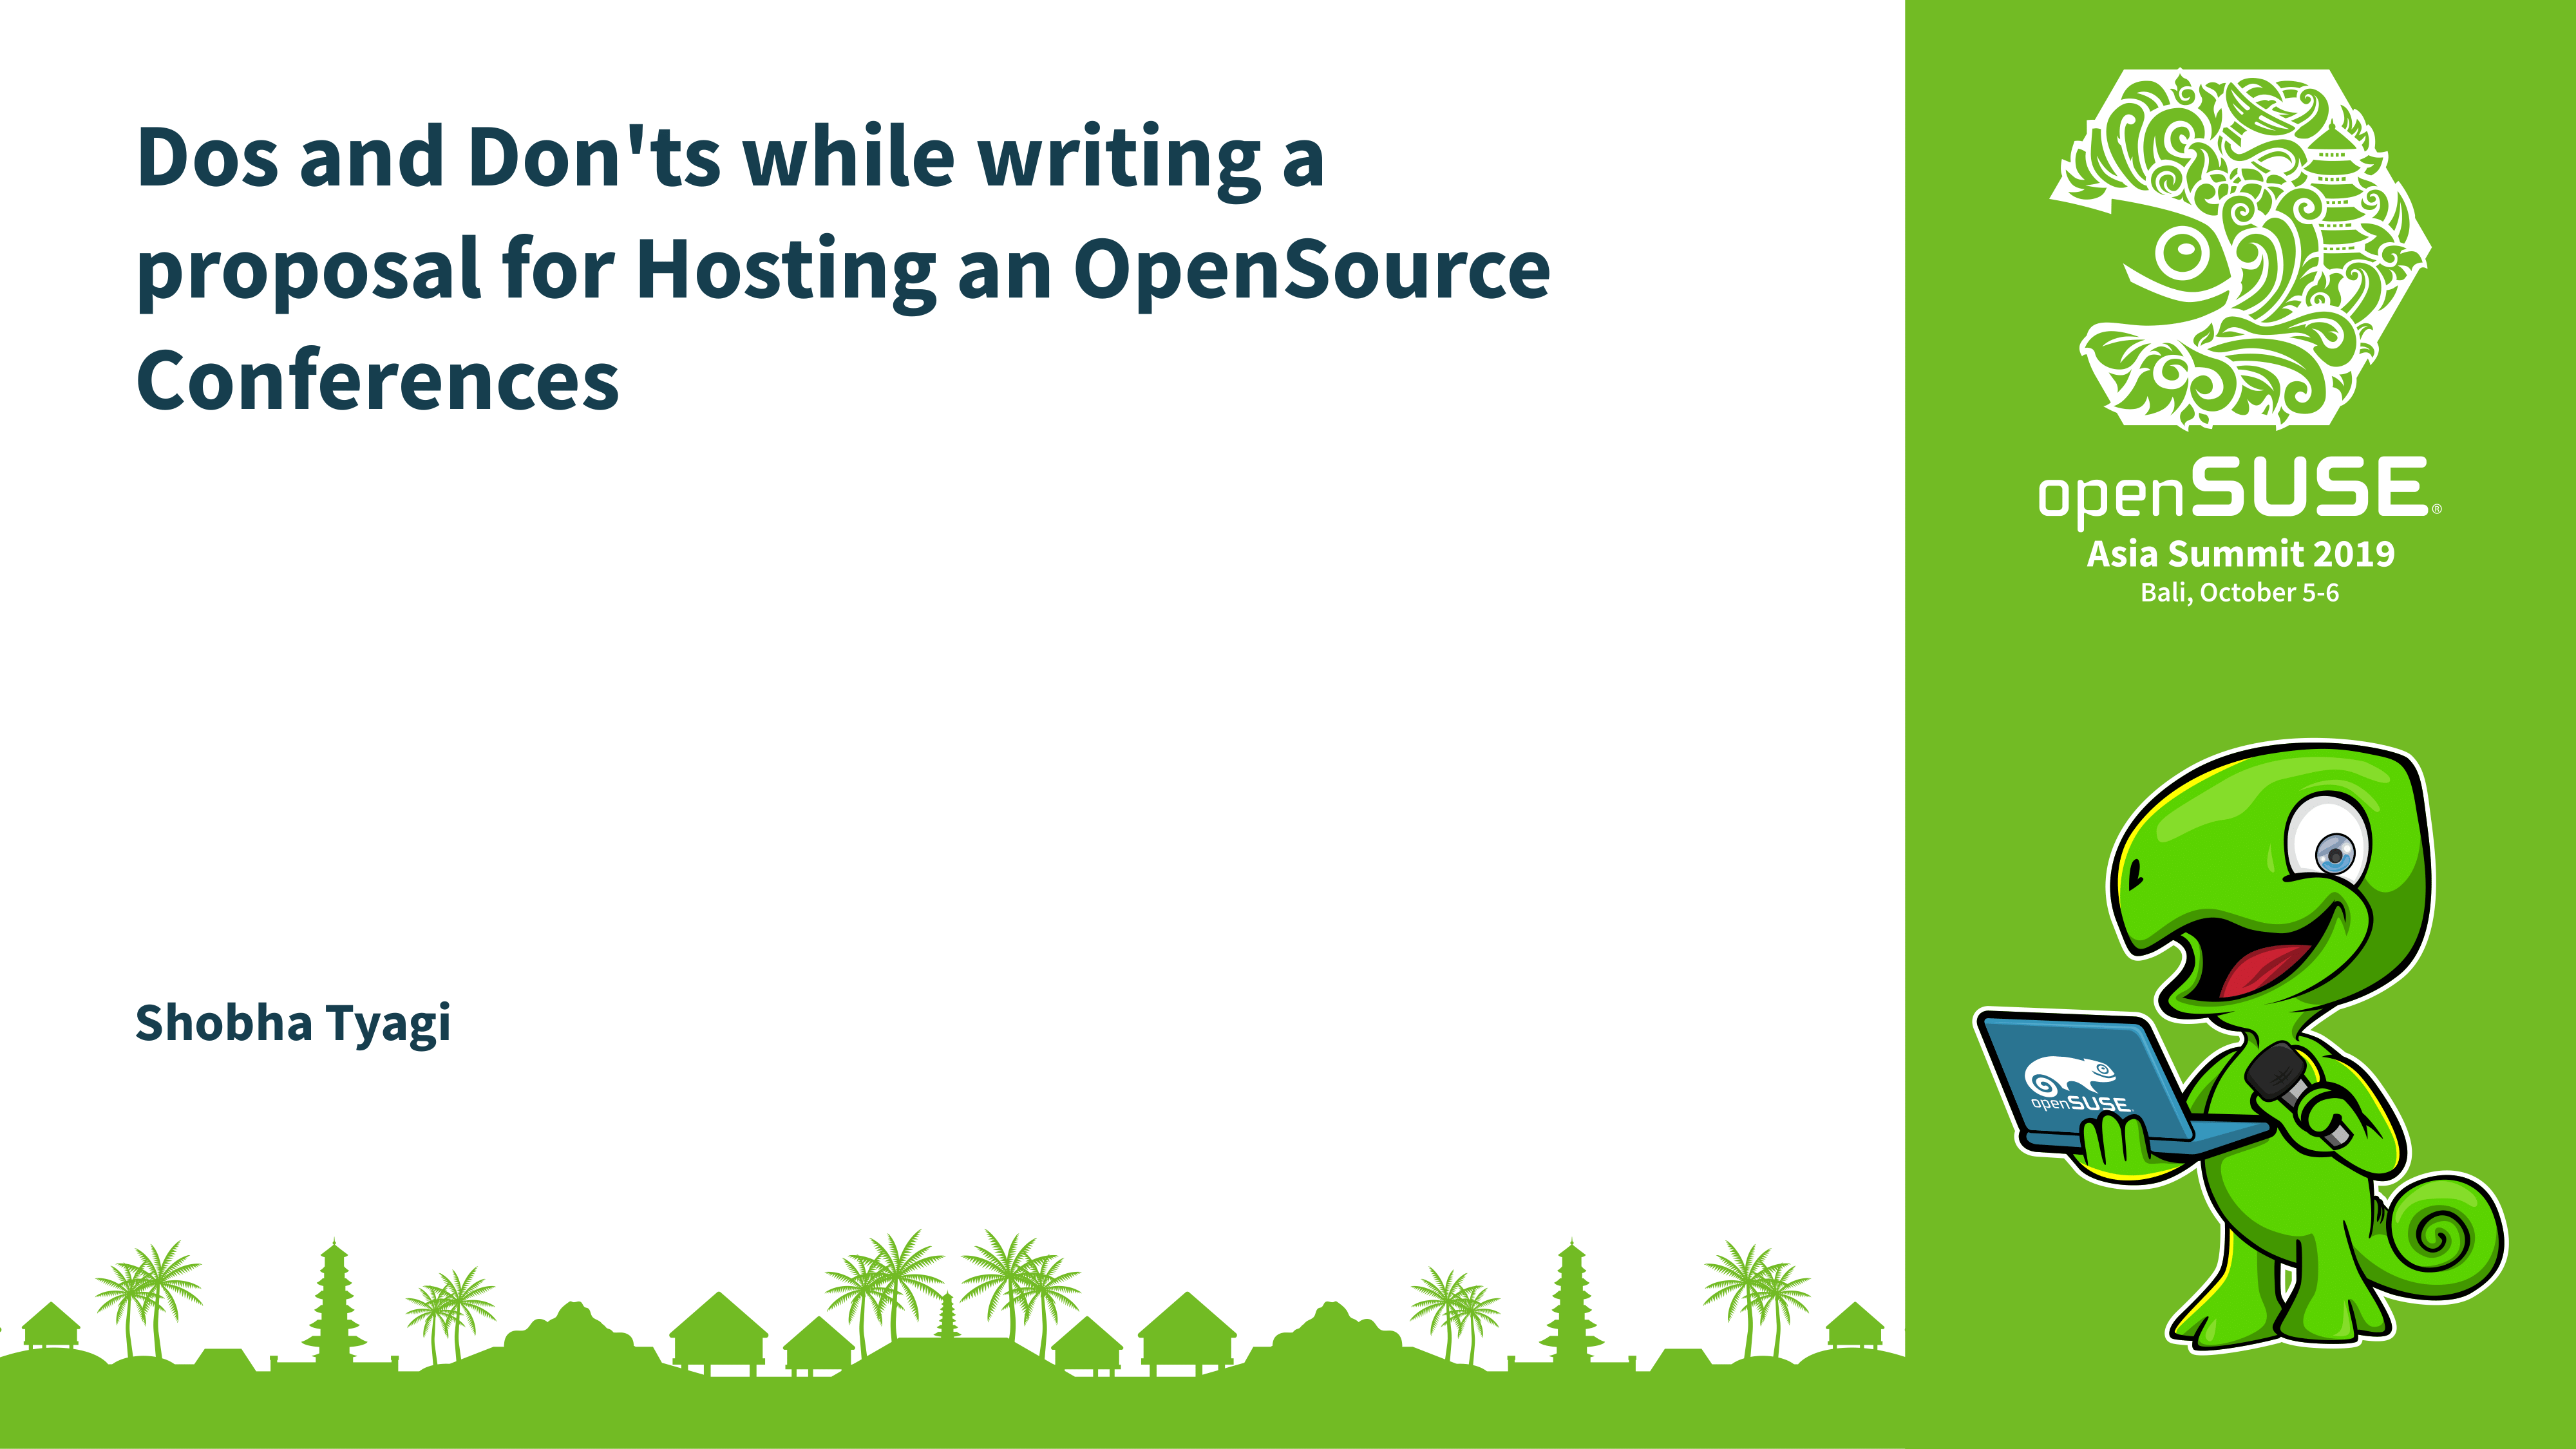 Dos and Don'ts while writing a
proposal for Hosting an OpenSource
Conferences
Shobha Tyagi
openSUSE®
Asia Summit 2019
Bali, October 5-6
openSUSE